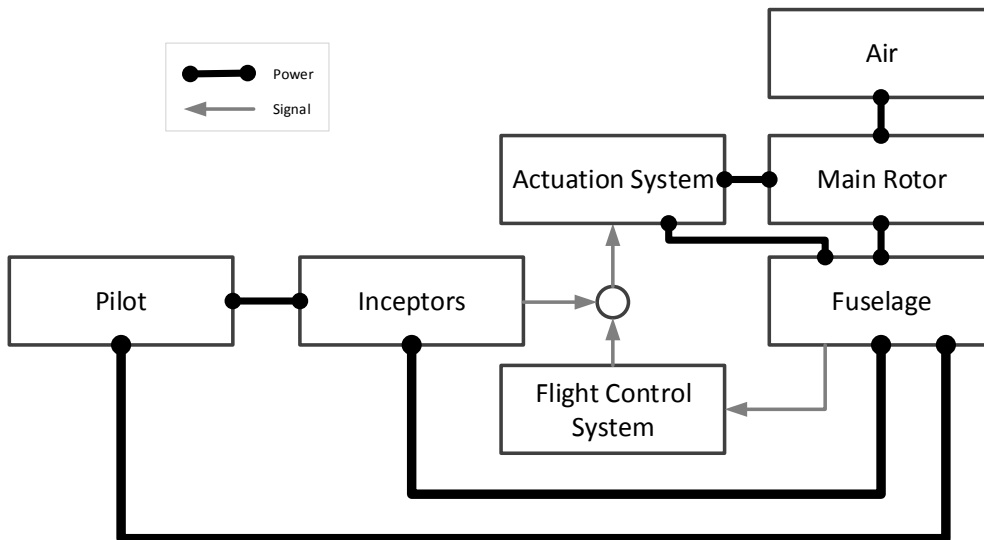 Air
Power
Signal
Actuation System
Main Rotor
Pilot
Inceptors
Fuselage
Flight Control
System